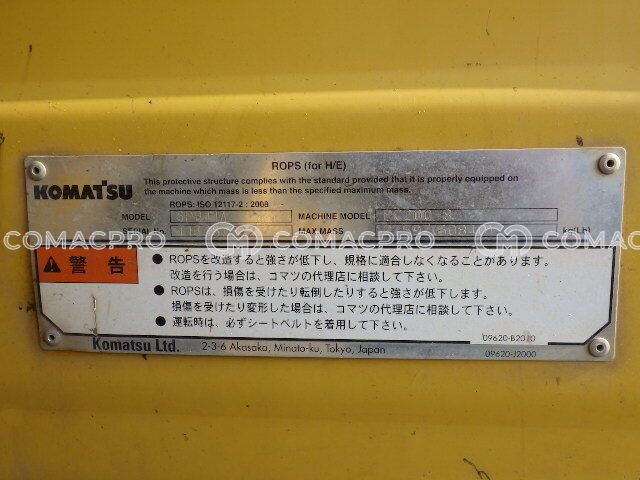 ROPS (for H/E)
KOMATSU
This protective structure complies with the standard provided that it is properly equipped on
the machine which mass is less than the specified maximum mass.
ROPS: ISO 12117-2 : 2008
MODEL MACHINE MODEL
SERIAL No. MAX MASS kg(Lb)
COMACPRO COMACPRO COMACPRO
警告
● ROPSを改造すると強さが低下し、規格に適合しなくなることがあります。
改造を行う場合は、コマツの代理店に相談して下さい。
● ROPSは、損傷を受けたり転倒したりすると強さが低下します。
損傷を受けたり変形した場合は、コマツの代理店に相談して下さい。
● 運転時は、必ずシートベルトを着用して下さい。
09620-B2010
Komatsu Ltd. 2-3-6 Akasaka, Minato-ku, Tokyo, Japan 09620-J2000